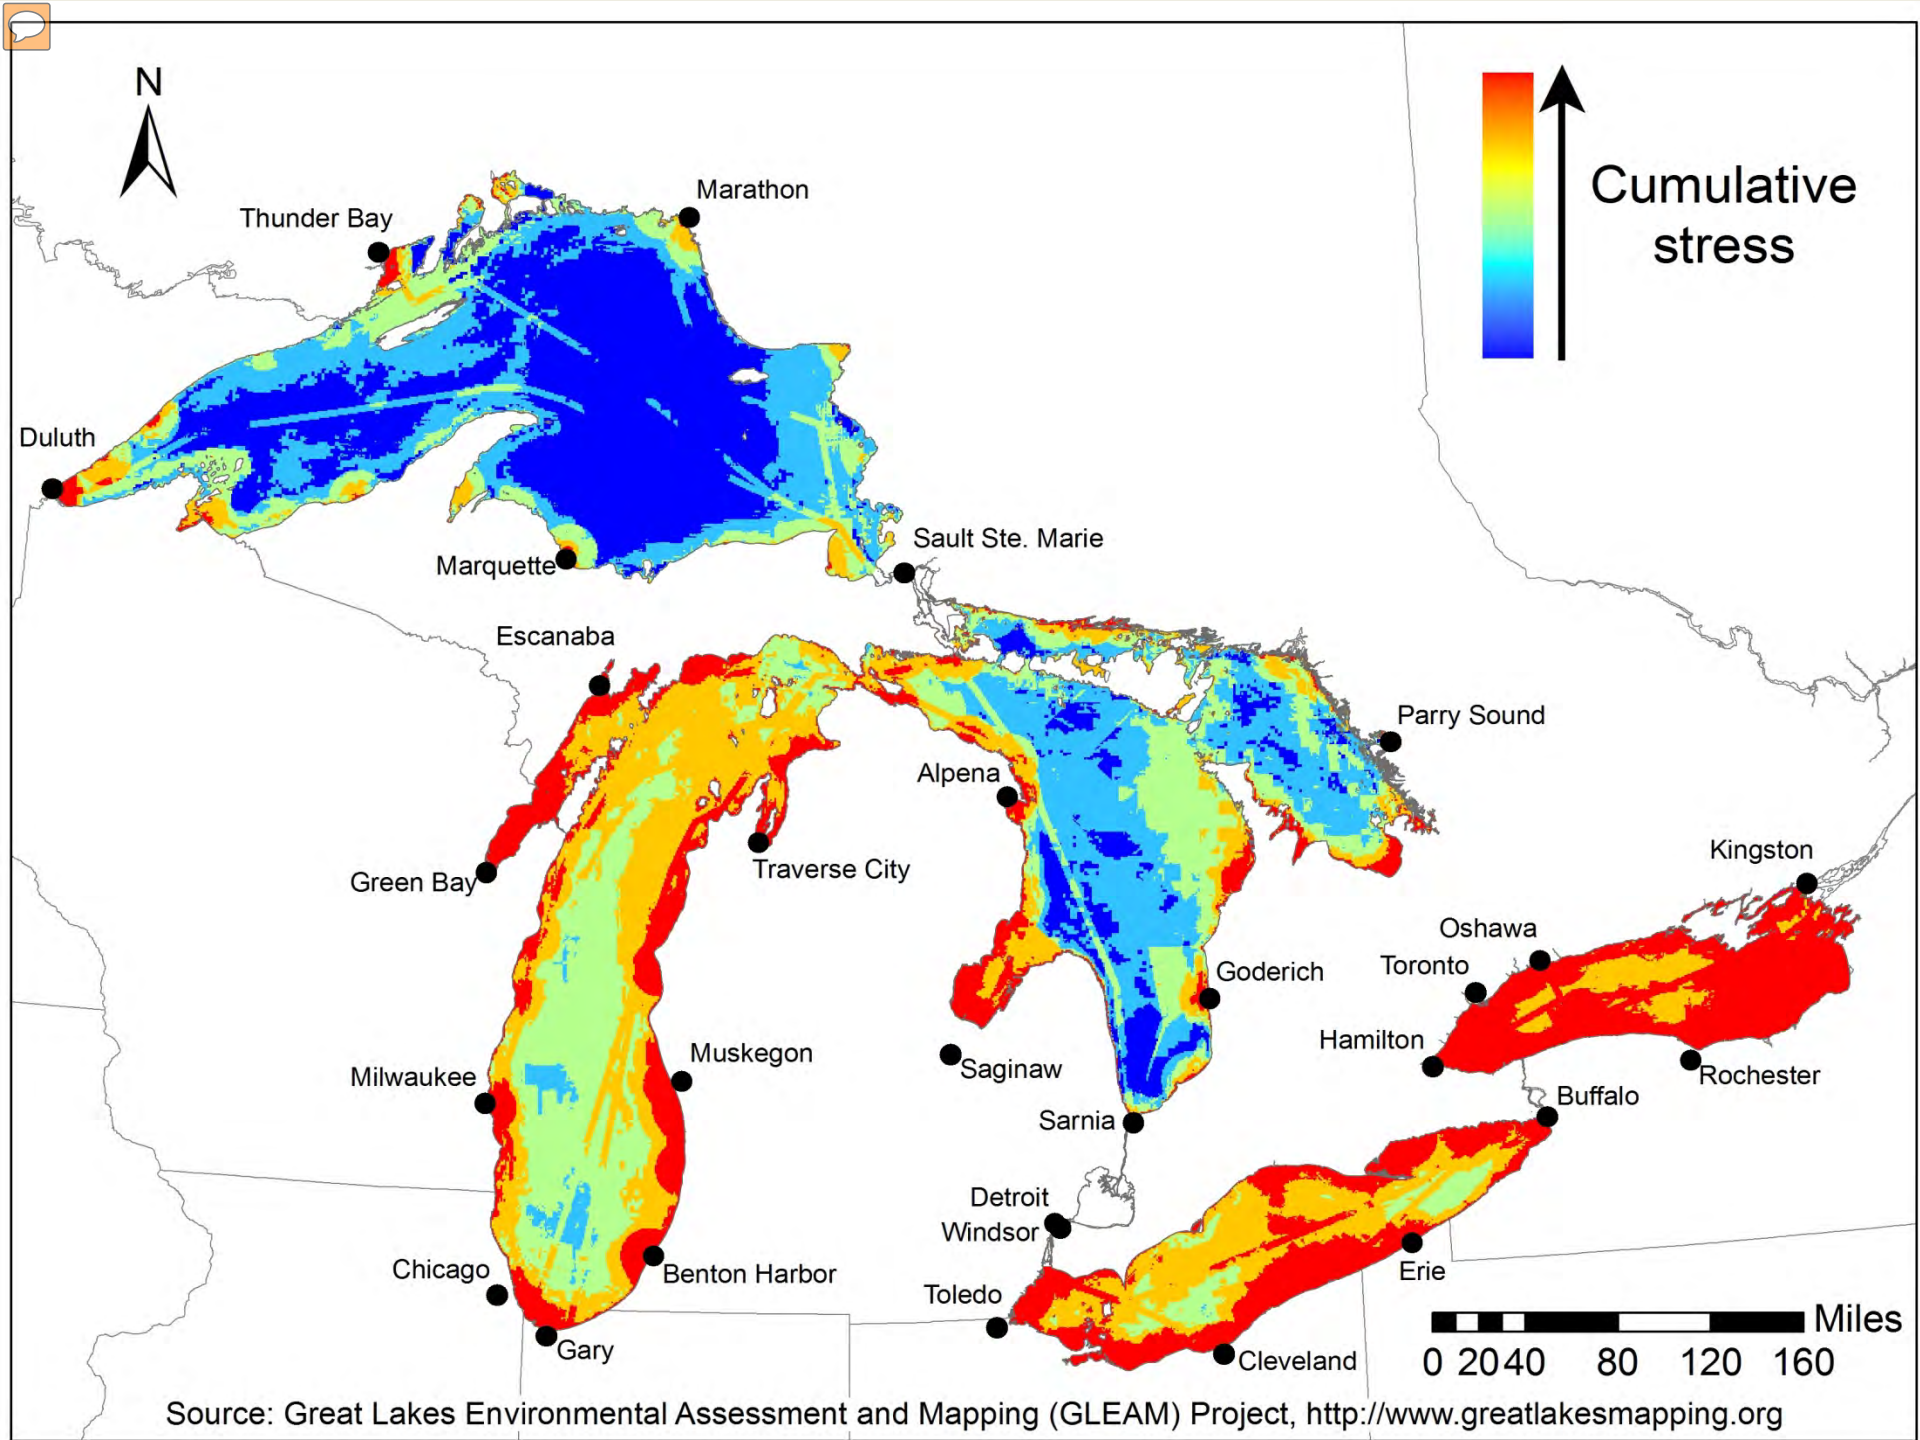 N
Cumulative
stress
Marathon
Thunder Bay
Duluth
Sault Ste. Marie
Marquette
Escanaba
Parry Sound
Alpena
Traverse City
Green Bay
Kingston
Oshawa
Toronto
Goderich
Hamilton
Muskegon
Milwaukee
Saginaw
Rochester
Buffalo
Sarnia
Detroit
Windsor
Chicago
Benton Harbor
Erie
Toledo
Gary
Cleveland
Miles
0 20 40 80 120 160
Source: Great Lakes Environmental Assessment and Mapping (GLEAM) Project, http://www.greatlakesmapping.org